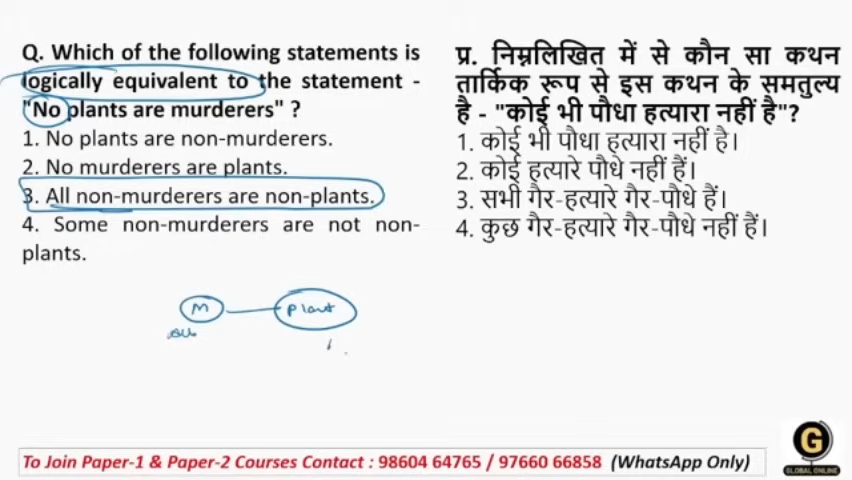 Q. Which of the following statements is
logically equivalent to the statement -
"No plants are murderers" ?
1. No plants are non-murderers.
2. No murderers are plants.
3. All non-murderers are non-plants.
4. Some non-murderers are not non-
plants.
प्र. निम्नलिखित में से कौन सा कथन
तार्किक रूप से इस कथन के समतुल्य
है - "कोई भी पौधा हत्यारा नहीं है"?
1. कोई भी पौधा हत्यारा नहीं है।
2. कोई हत्यारे पौधे नहीं हैं।
3. सभी गैर-हत्यारे गैर-पौधे हैं।
4. कुछ गैर-हत्यारे गैर-पौधे नहीं हैं।
M
Plant
To Join Paper-1 & Paper-2 Courses Contact : 98604 64765 / 97660 66858 (WhatsApp Only)
G
GLOBAL ONLINE